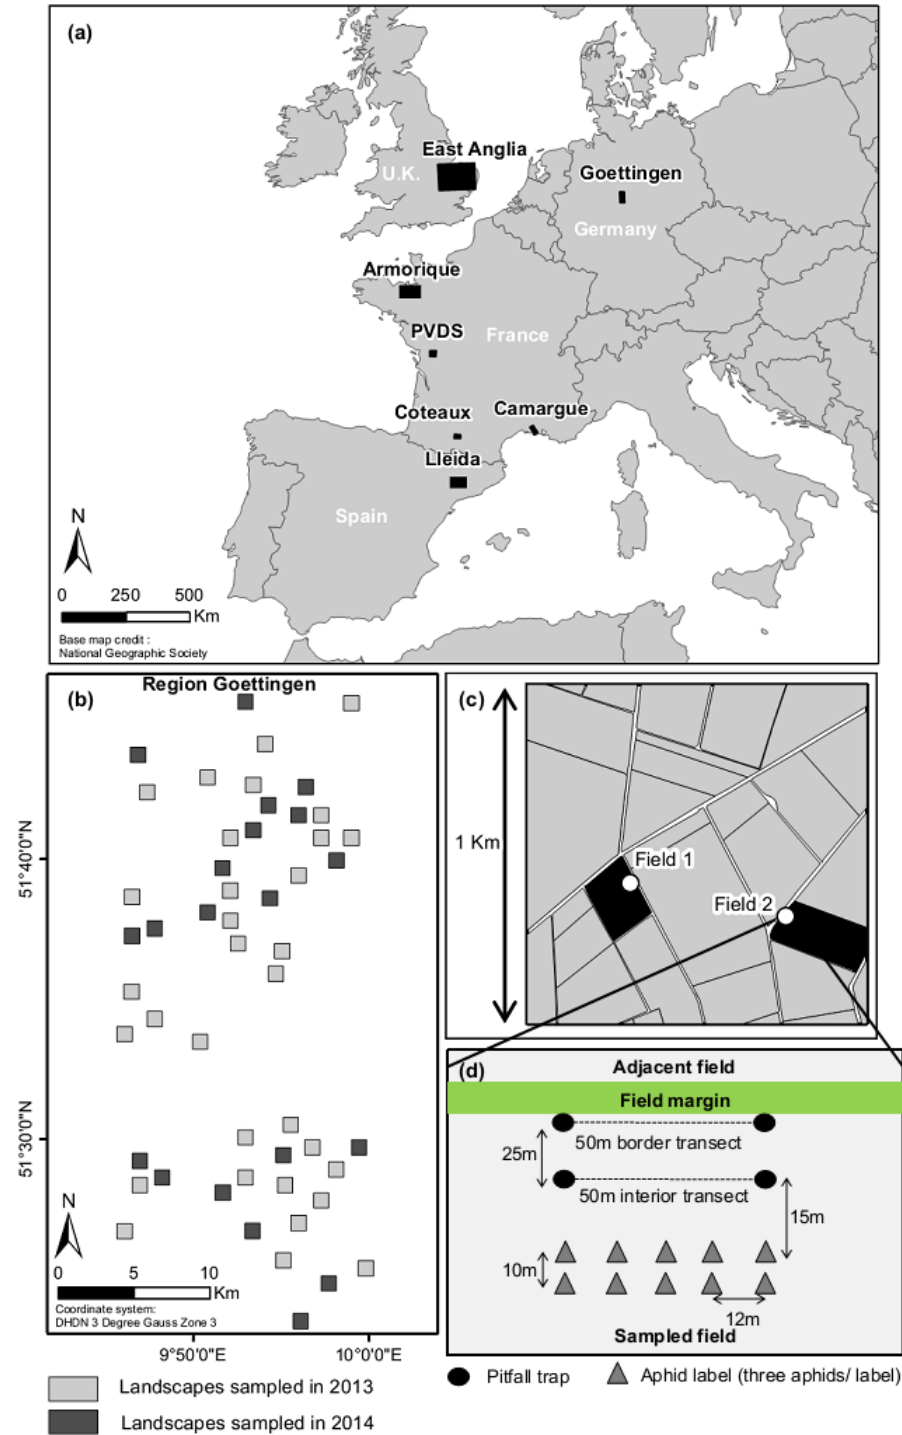 (a)
East Anglia
U.K.
Goettingen
Germany
Armorique
PVDS
France
Coteaux
Camargue
Lleida
Spain
N
0 250 500
Km
Base map credit :
National Geographic Society
(b)
Region Goettingen
51°40'0"N
51°30'0"N
N
0 5 10
Km
Coordinate system:
DHDN 3 Degree Gauss Zone 3
9°50'0"E 10°00'0"E
Landscapes sampled in 2013
Landscapes sampled in 2014
(c)
1 Km
Field 1
Field 2
(d)
Adjacent field
Field margin
50m border transect
25m
50m interior transect
15m
10m
12m
Sampled field
Pitfall trap
Aphid label (three aphids/ label)